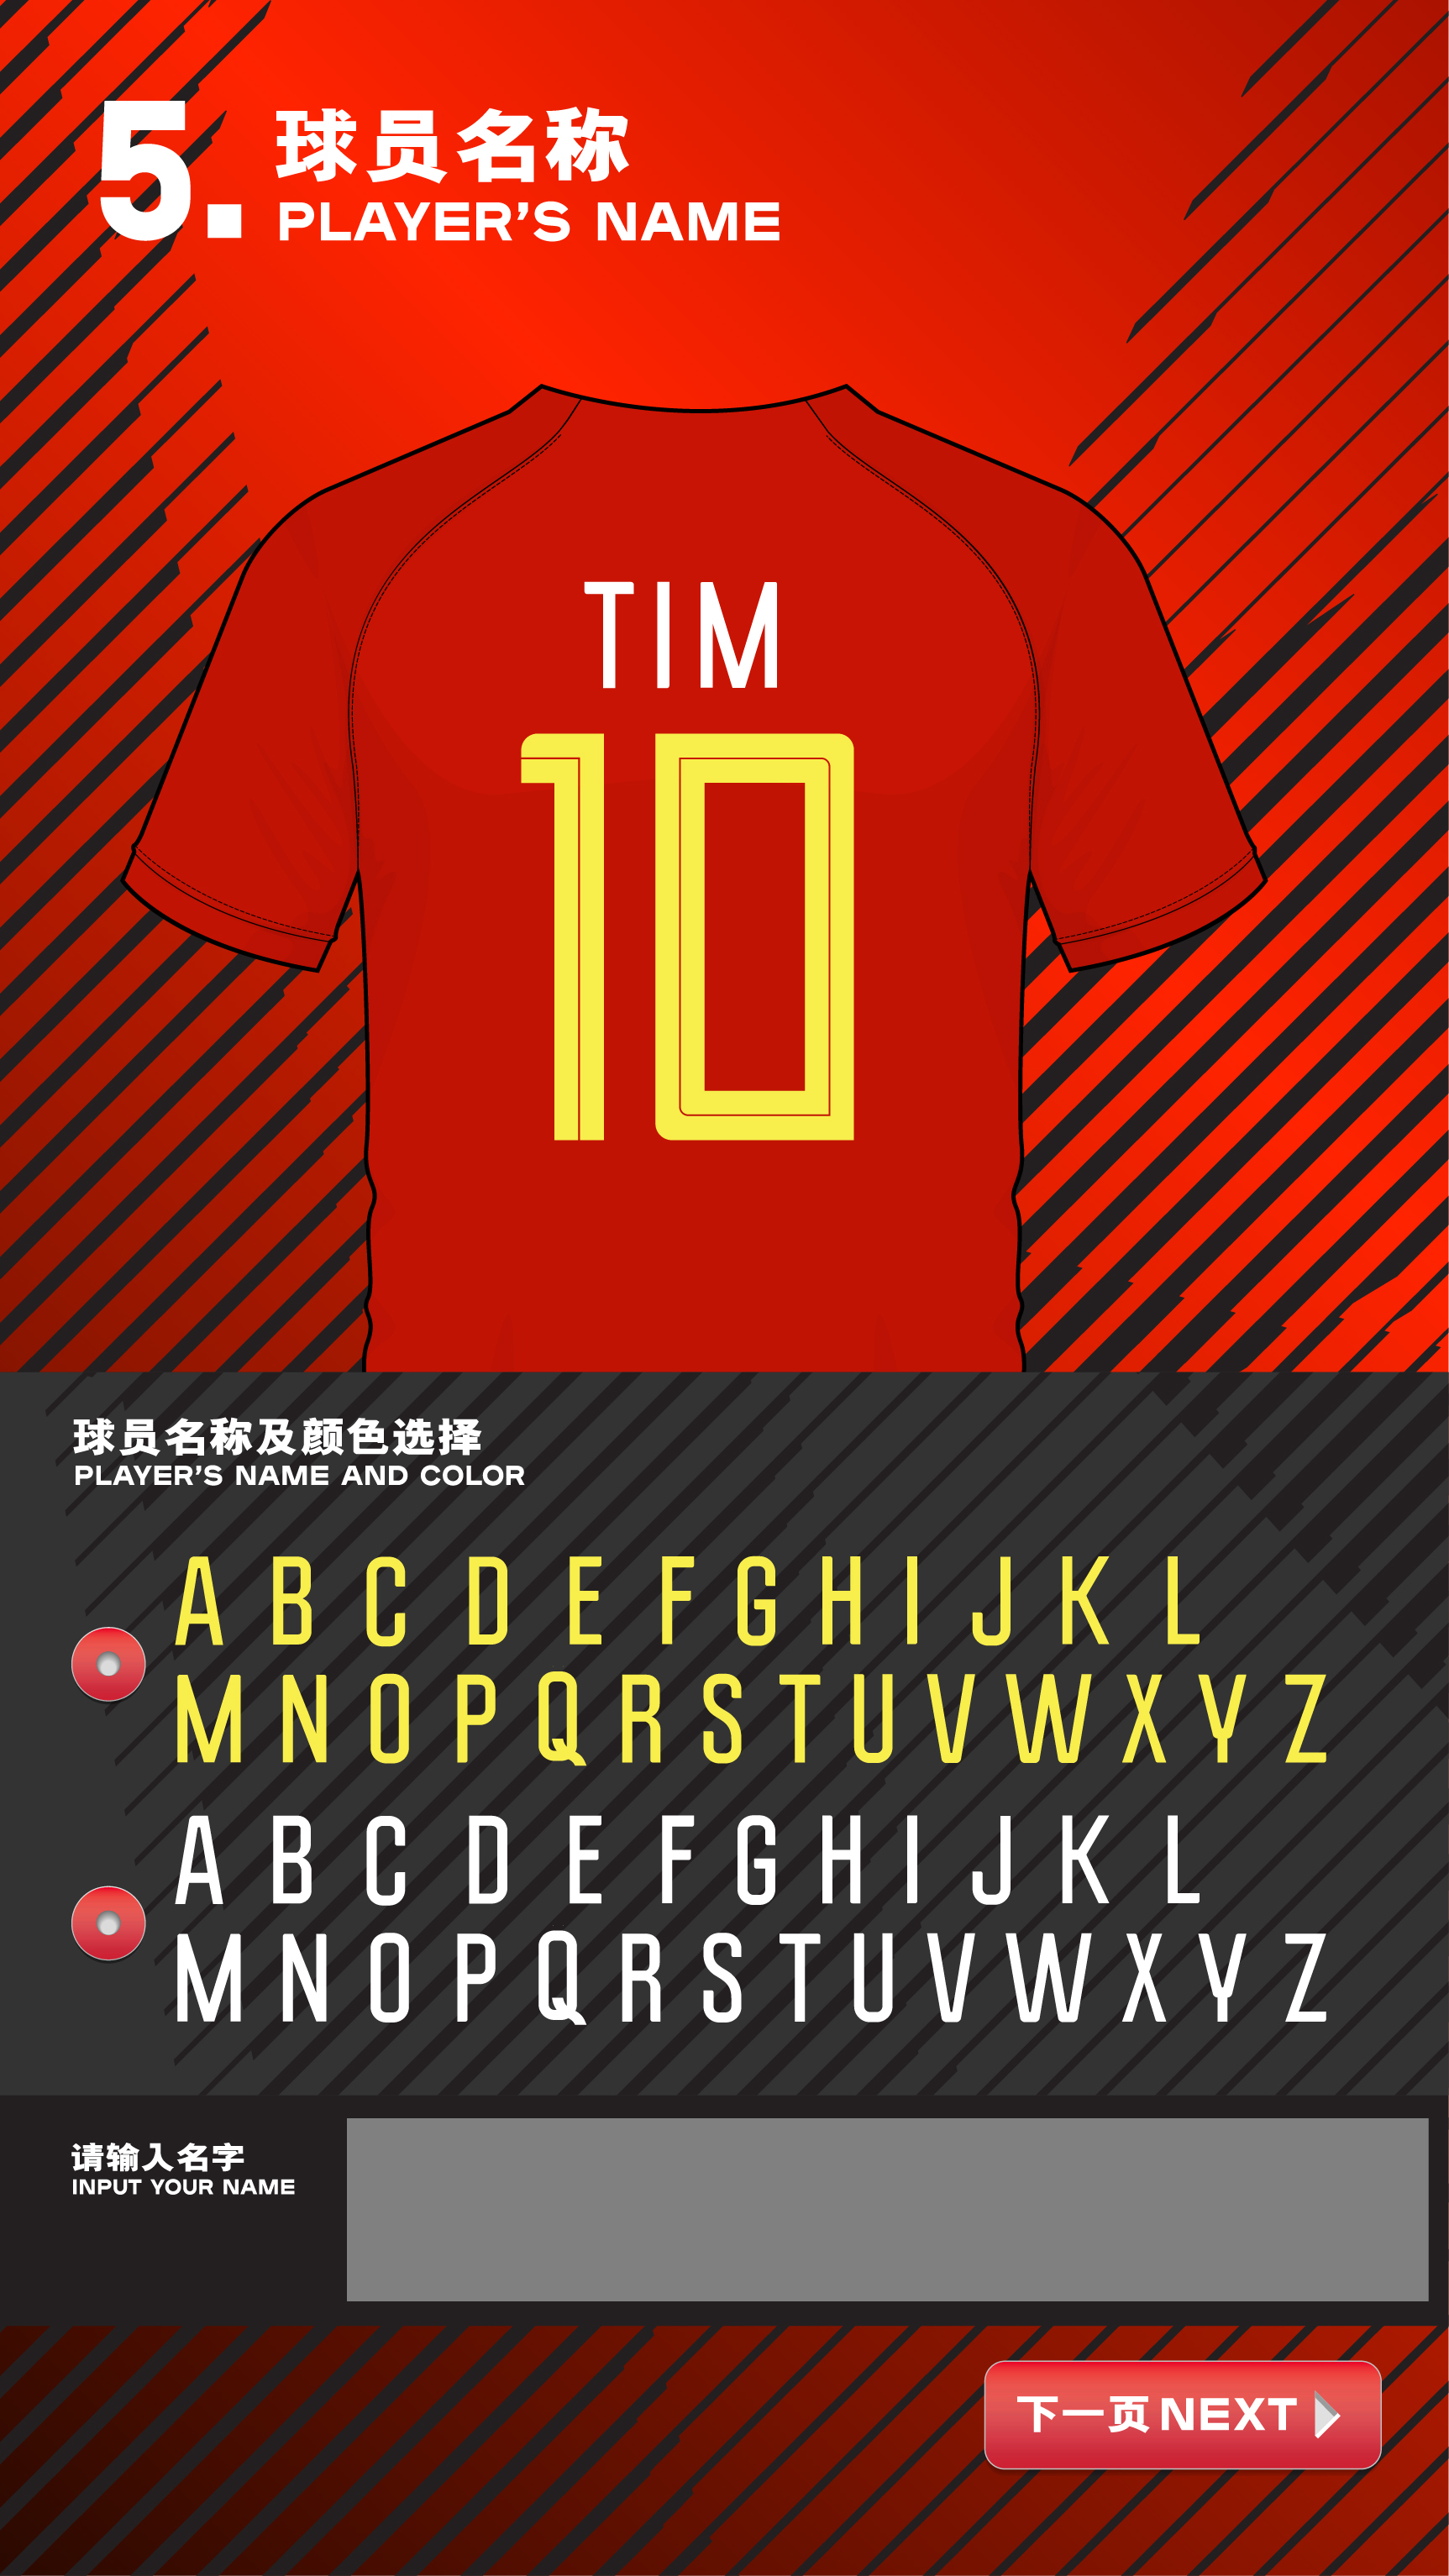 5. 球员名称
PLAYER’S NAME
TIM
10
球员名称及颜色选择
PLAYER’S NAME AND COLOR
A B C D E F G H I J K L
M N O P Q R S T U V W X Y Z
A B C D E F G H I J K L
M N O P Q R S T U V W X Y Z
请输入名字
INPUT YOUR NAME
下一页 NEXT